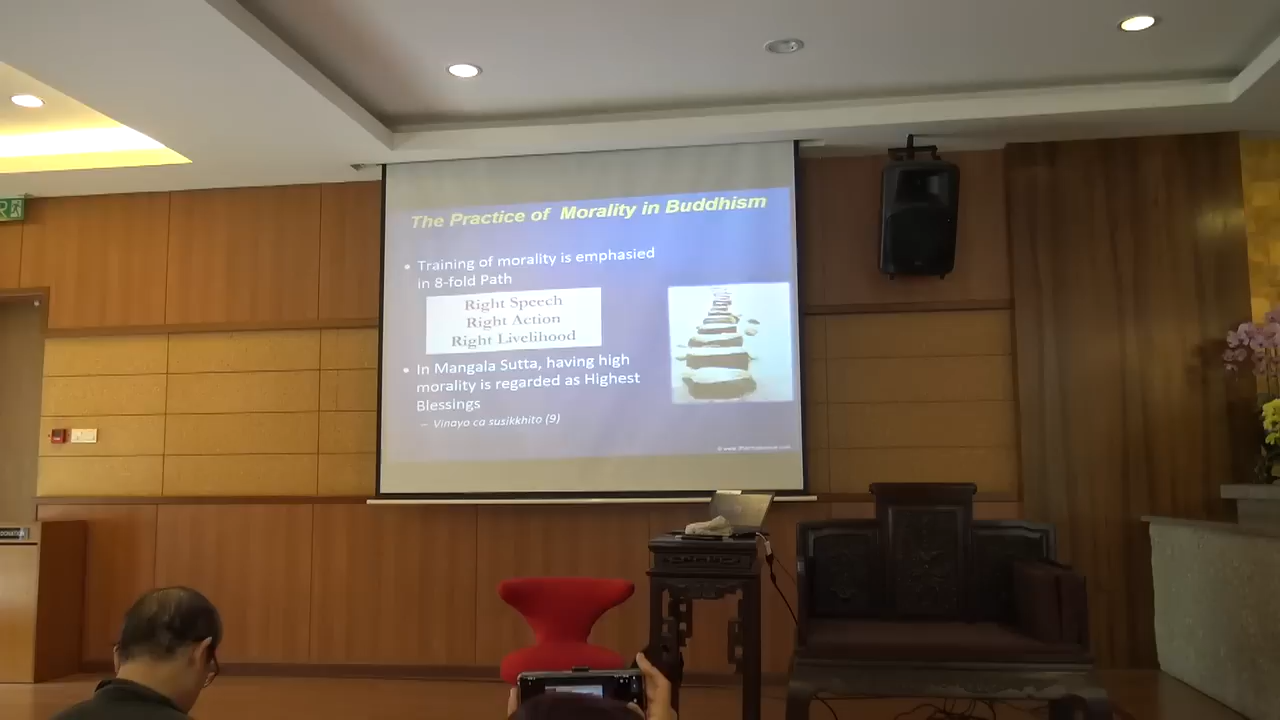 The Practice of Morality in Buddhism
• Training of morality is emphasied
in 8-fold Path
Right Speech
Right Action
Right Livelihood
• In Mangala Sutta, having high
morality is regarded as Highest
Blessings
– Vinayo ca susikkhito (9)
DONATION